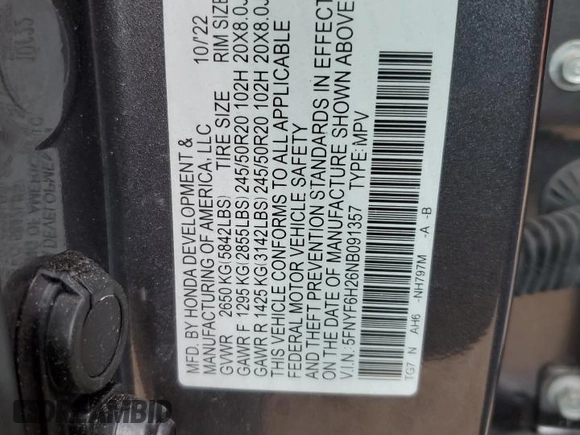 MFD. BY HONDA DEVELOPMENT & 10/'22
MANUFACTURING OF AMERICA, LLC
GVWR 2650 KG(5842LBS) TIRE SIZE RIM SIZE
GAWR F 1295 KG(2855LBS) 245/50R20 102H 20X8.0J
GAWR R 1425 KG(3142LBS) 245/50R20 102H 20X8.0J
THIS VEHICLE CONFORMS TO ALL APPLICABLE
FEDERAL MOTOR VEHICLE SAFETY
AND THEFT PREVENTION STANDARDS IN EFFECT
ON THE DATE OF MANUFACTURE SHOWN ABOVE
V.I.N: 5FNYF6H26NB091357 TYPE:MPV
TG7 N AH6 -NH797M -A -B
DREAMBID